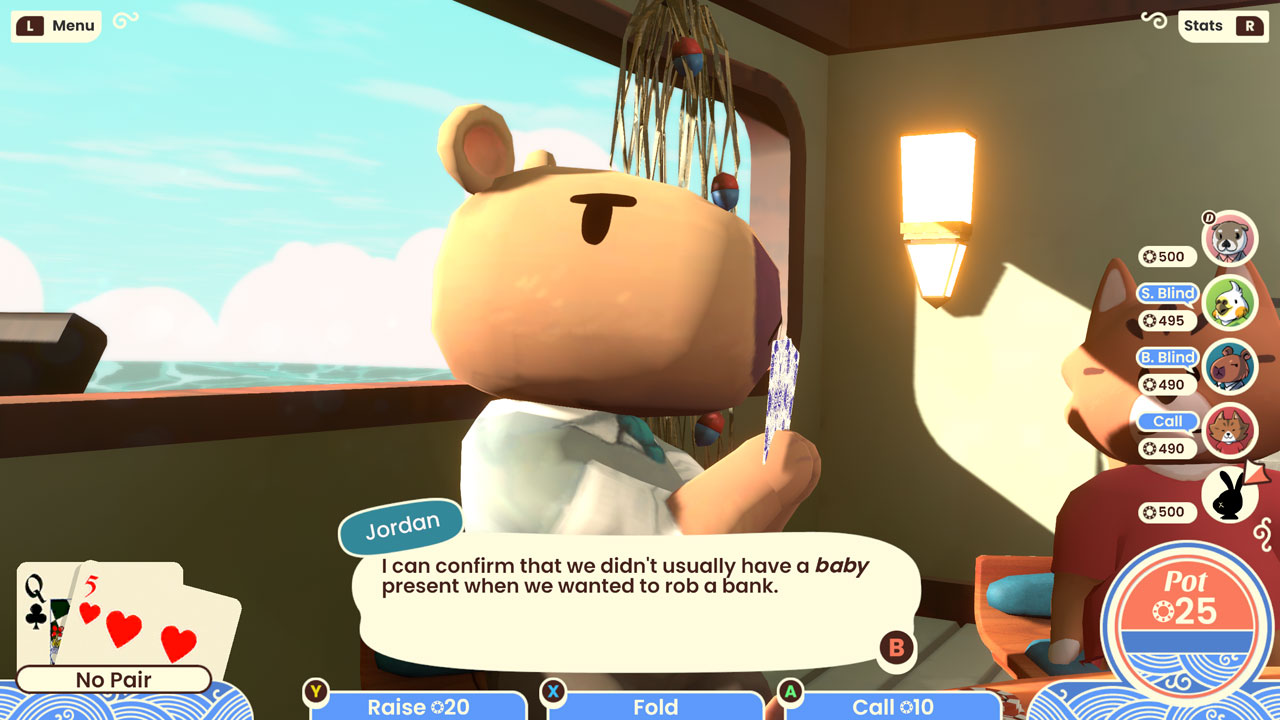 L Menu
Stats R
D
500
S. Blind
495
B. Blind
490
Call
490
500
Jordan
I can confirm that we didn't usually have a baby
present when we wanted to rob a bank.
B
Q 5
No Pair
Pot
25
Y Raise 20
X Fold
A Call 10